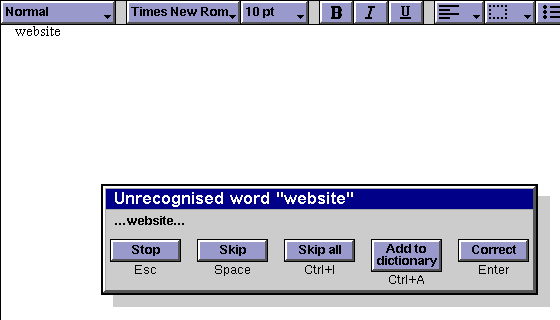 Normal Times New Rom. 10 pt B I U
website
Unrecognised word "website"
...website...
Stop Skip Skip all Add to dictionary Correct
Esc Space Ctrl+I Ctrl+A Enter